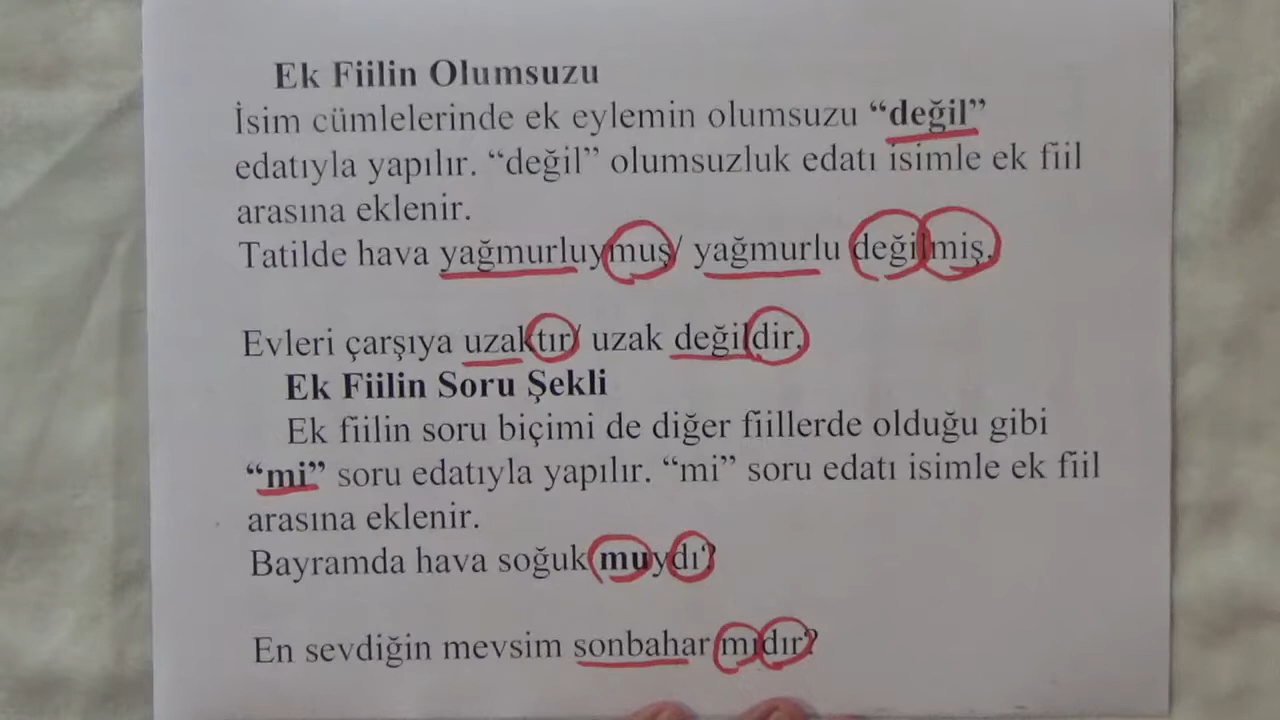 Ek Fiilin Olumsuzu
İsim cümlelerinde ek eylemin olumsuzu “değil”
edatıyla yapılır. “değil” olumsuzluk edatı isimle ek fiil
arasına eklenir.
Tatilde hava yağmurluymuş/ yağmurlu değilmiş.
Evleri çarşıya uzaktır/ uzak değildir.
Ek Fiilin Soru Şekli
Ek fiilin soru biçimi de diğer fiillerde olduğu gibi
“mi” soru edatıyla yapılır. “mi” soru edatı isimle ek fiil
arasına eklenir.
Bayramda hava soğuk muydı?
En sevdiğin mevsim sonbahar mıdır?